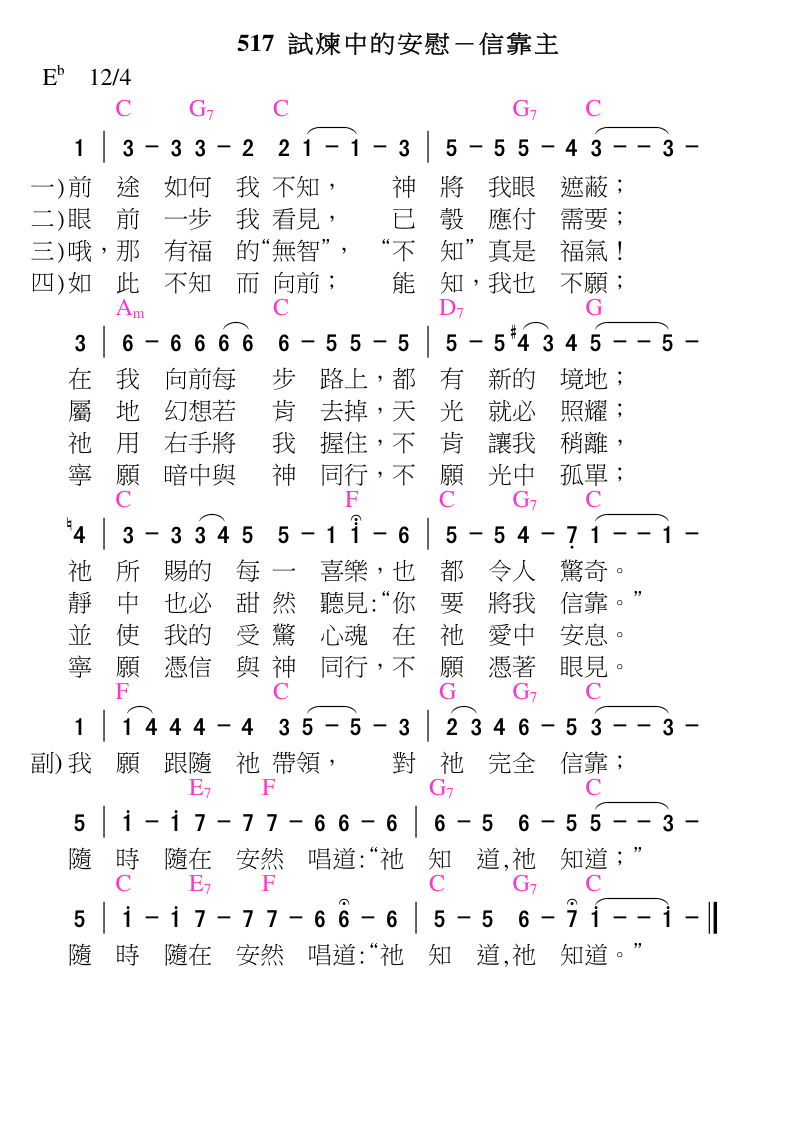 517 試煉中的安慰－信靠主
E♭ 12/4
C G7 C G7 C
1 | 3 - 3 3 - 2 2 1 - 1 - 3 | 5 - 5 5 - 4 3 - - 3 -
一)前 途 如何 我 不知， 神 將 我眼 遮蔽；
二)眼 前 一步 我 看見， 已 彀 應付 需要；
三)哦，那 有福 的“無智”， “不 知” 真是 福氣！
四)如 此 不知 而 向前； 能 知，我也 不願；
Am C D7 G
3 | 6 - 6 6 6 6 6 - 5 5 - 5 | 5 - 5 #4 3 4 5 - - 5 -
在 我 向前每 步 路上，都 有 新的 境地；
屬 地 幻想若 肯 去掉，天 光 就必 照耀；
祂 用 右手將 我 握住，不 肯 讓我 稍離，
寧 願 暗中與 神 同行，不 願 光中 孤單；
C F C G7 C
♮4 | 3 - 3 3 4 5 5 - 1 i - 6 | 5 - 5 4 - 7̣ 1 - - 1 -
祂 所 賜的 每 一 喜樂，也 都 令人 驚奇。
靜 中 也必 甜 然 聽見:“你 要 將我 信靠。”
並 使 我的 受 驚 心魂 在 祂 愛中 安息。
寧 願 憑信 與 神 同行，不 願 憑著 眼見。
F C G G7 C
1 | 1 4 4 4 - 4 3 5 - 5 - 3 | 2 3 4 6 - 5 3 - - 3 -
副)我 願 跟隨 祂 帶領， 對 祂 完全 信靠；
E7 F G7 C
5 | i - i 7 - 7 7 - 6 6 - 6 | 6 - 5 6 - 5 5 - - 3 -
隨 時 隨在 安然 唱道:“祂 知 道,祂 知道；”
C E7 F C G7 C
5 | i - i 7 - 7 7 - 6 6 - 6 | 5 - 5 6 - 7 i - - i - ‖
隨 時 隨在 安然 唱道:“祂 知 道,祂 知道。”